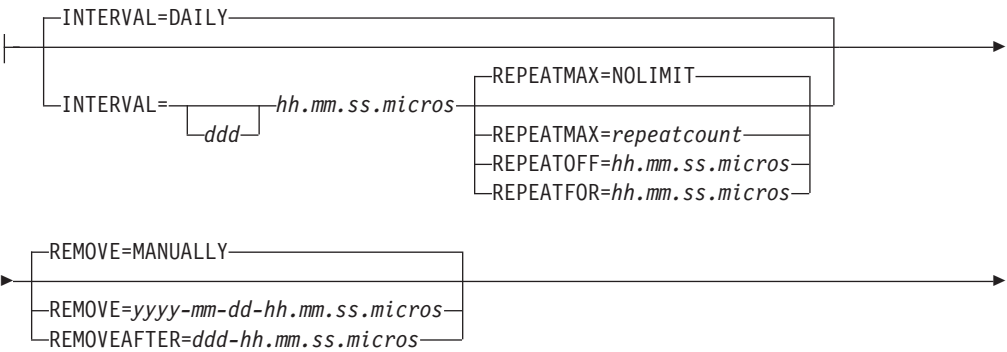 INTERVAL=DAILY
INTERVAL= ddd hh.mm.ss.micros REPEATMAX=NOLIMIT
REPEATMAX=repeatcount
REPEATOFF=hh.mm.ss.micros
REPEATFOR=hh.mm.ss.micros
REMOVE=MANUALLY
REMOVE=yyyy-mm-dd-hh.mm.ss.micros
REMOVEAFTER=ddd-hh.mm.ss.micros